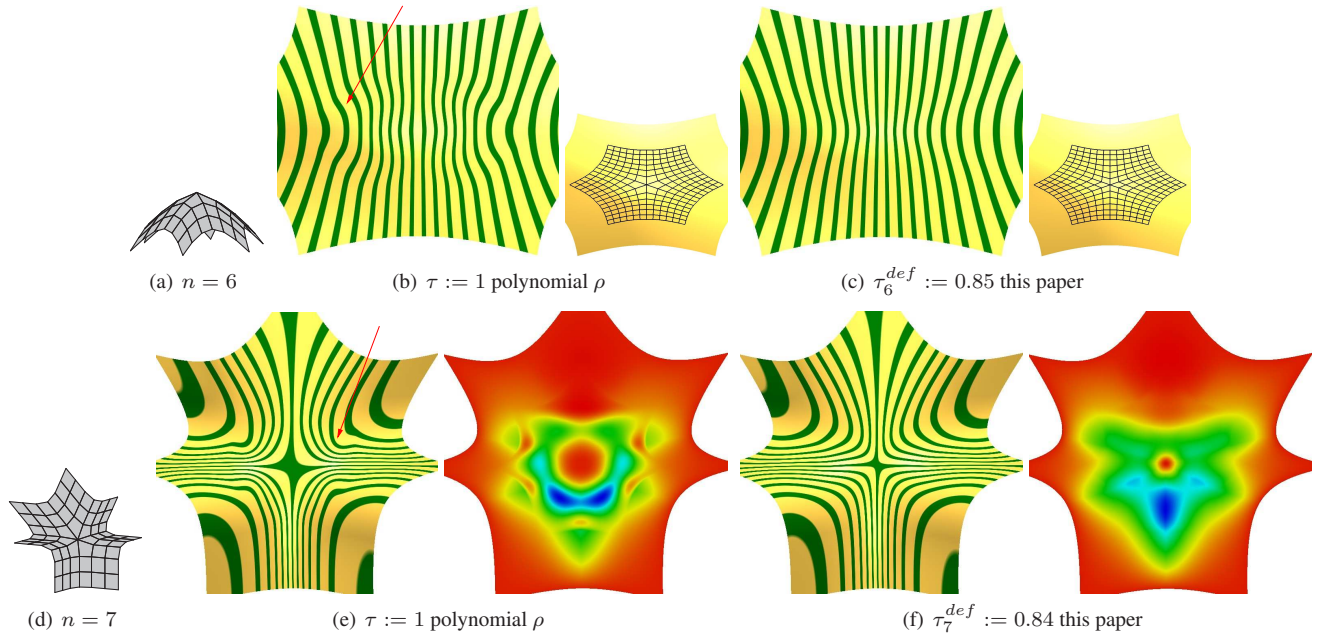 (a) n = 6
(b) τ := 1 polynomial ρ
(c) τ_6^{def} := 0.85 this paper
(d) n = 7
(e) τ := 1 polynomial ρ
(f) τ_7^{def} := 0.84 this paper